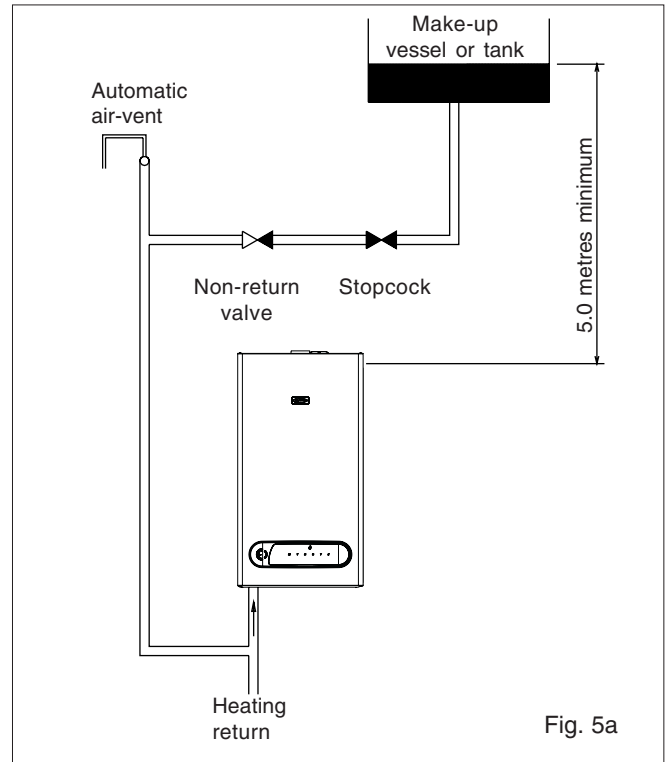 Make-up
vessel or tank
Automatic
air-vent
5.0 metres minimum
Non-return
valve
Stopcock
Heating
return
Fig. 5a